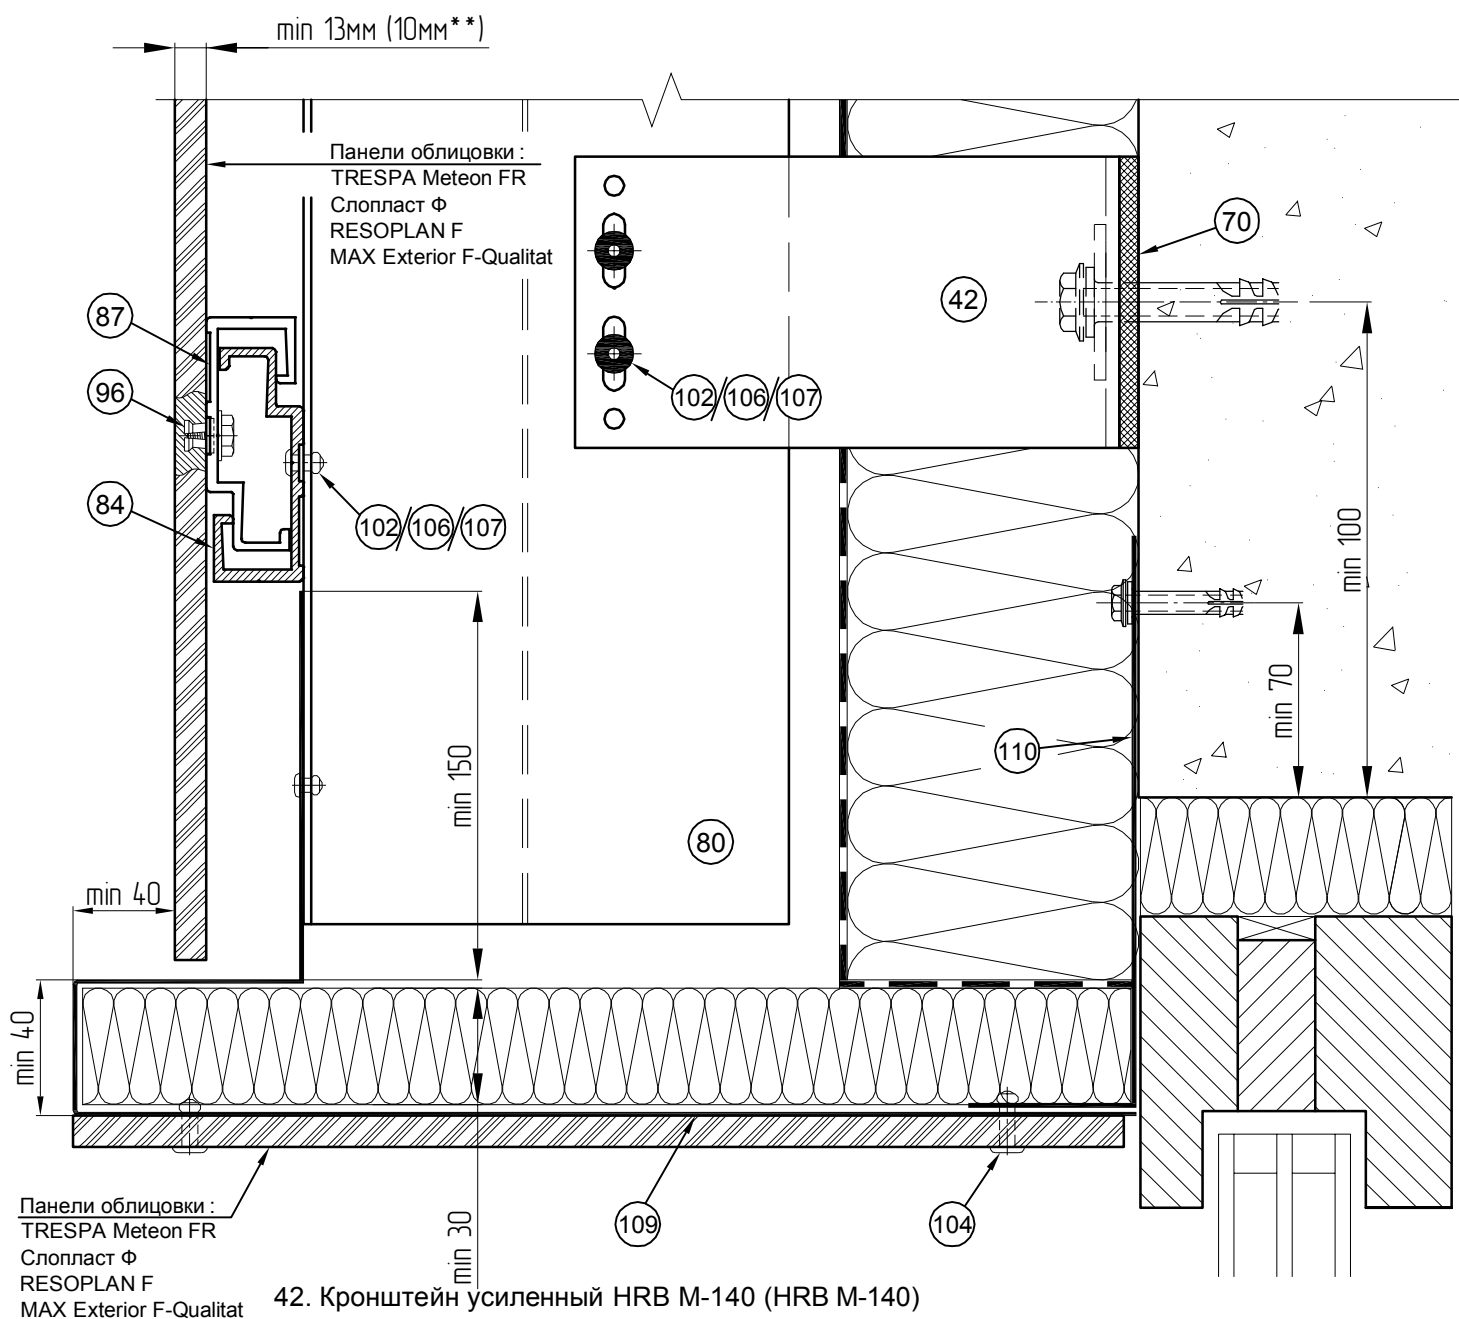 min 13мм (10мм**)
Панели облицовки :
TRESPA Meteon FR
Слопласт Ф
RESOPLAN F
MAX Exterior F-Qualitat
70
42
87
102/106/107
96
84
102/106/107
min 100
min 70
110
min 150
80
min 40
min 40
Панели облицовки :
TRESPA Meteon FR
Слопласт Ф
RESOPLAN F
MAX Exterior F-Qualitat
min 30
109
104
42. Кронштейн усиленный HRB M-140 (HRB M-140)